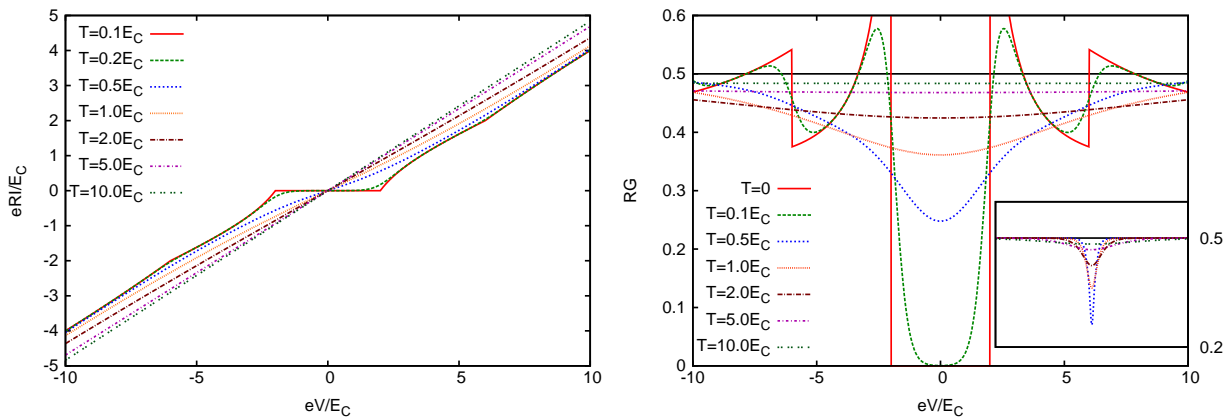 5
4
3
2
1
0
-1
-2
-3
-4
-5
-10
-5
0
5
10
eRI/E_C
eV/E_C
T=0.1E_C
T=0.2E_C
T=0.5E_C
T=1.0E_C
T=2.0E_C
T=5.0E_C
T=10.0E_C
0.6
0.5
0.4
0.3
0.2
0.1
0
-10
-5
0
5
10
RG
eV/E_C
T=0
T=0.1E_C
T=0.5E_C
T=1.0E_C
T=2.0E_C
T=5.0E_C
T=10.0E_C
0.5
0.2